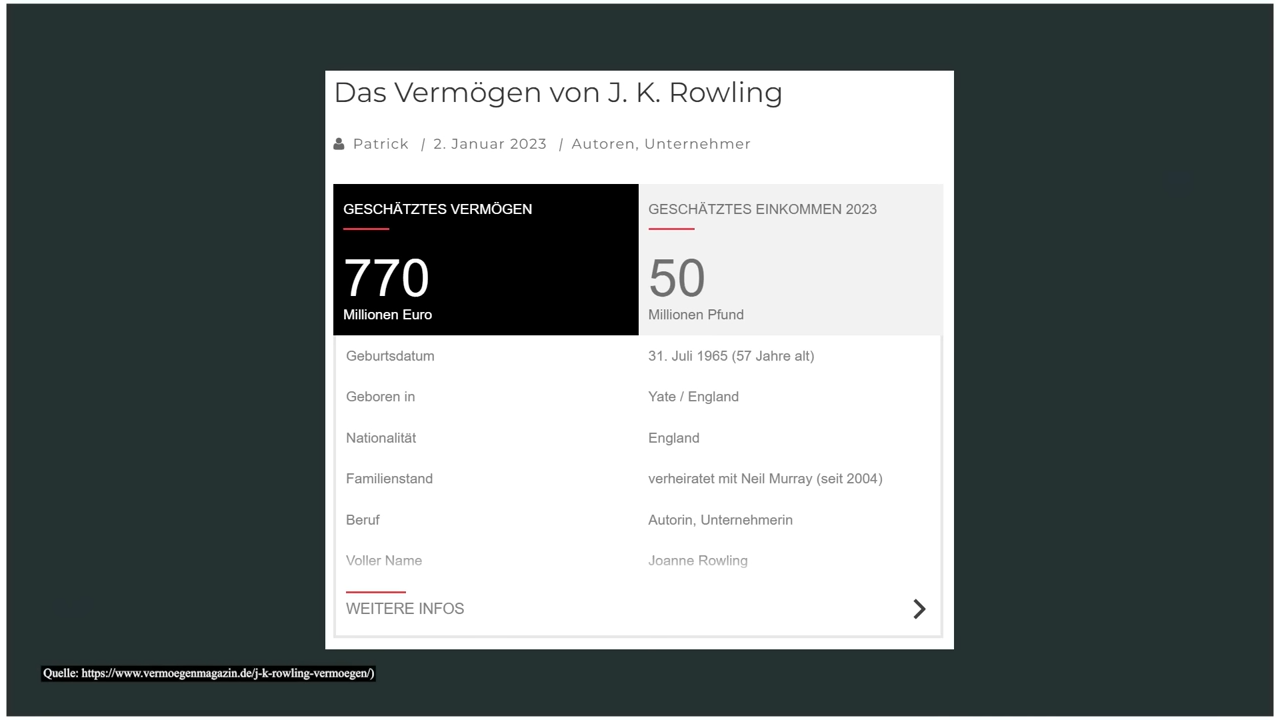 Das Vermögen von J. K. Rowling
Patrick / 2. Januar 2023 / Autoren, Unternehmer
GESCHÄTZTES VERMÖGEN
770
Millionen Euro
GESCHÄTZTES EINKOMMEN 2023
50
Millionen Pfund
Geburtsdatum 31. Juli 1965 (57 Jahre alt)
Geboren in Yate / England
Nationalität England
Familienstand verheiratet mit Neil Murray (seit 2004)
Beruf Autorin, Unternehmerin
Voller Name Joanne Rowling
WEITERE INFOS
Quelle: https://www.vermoegenmagazin.de/j-k-rowling-vermoegen/)